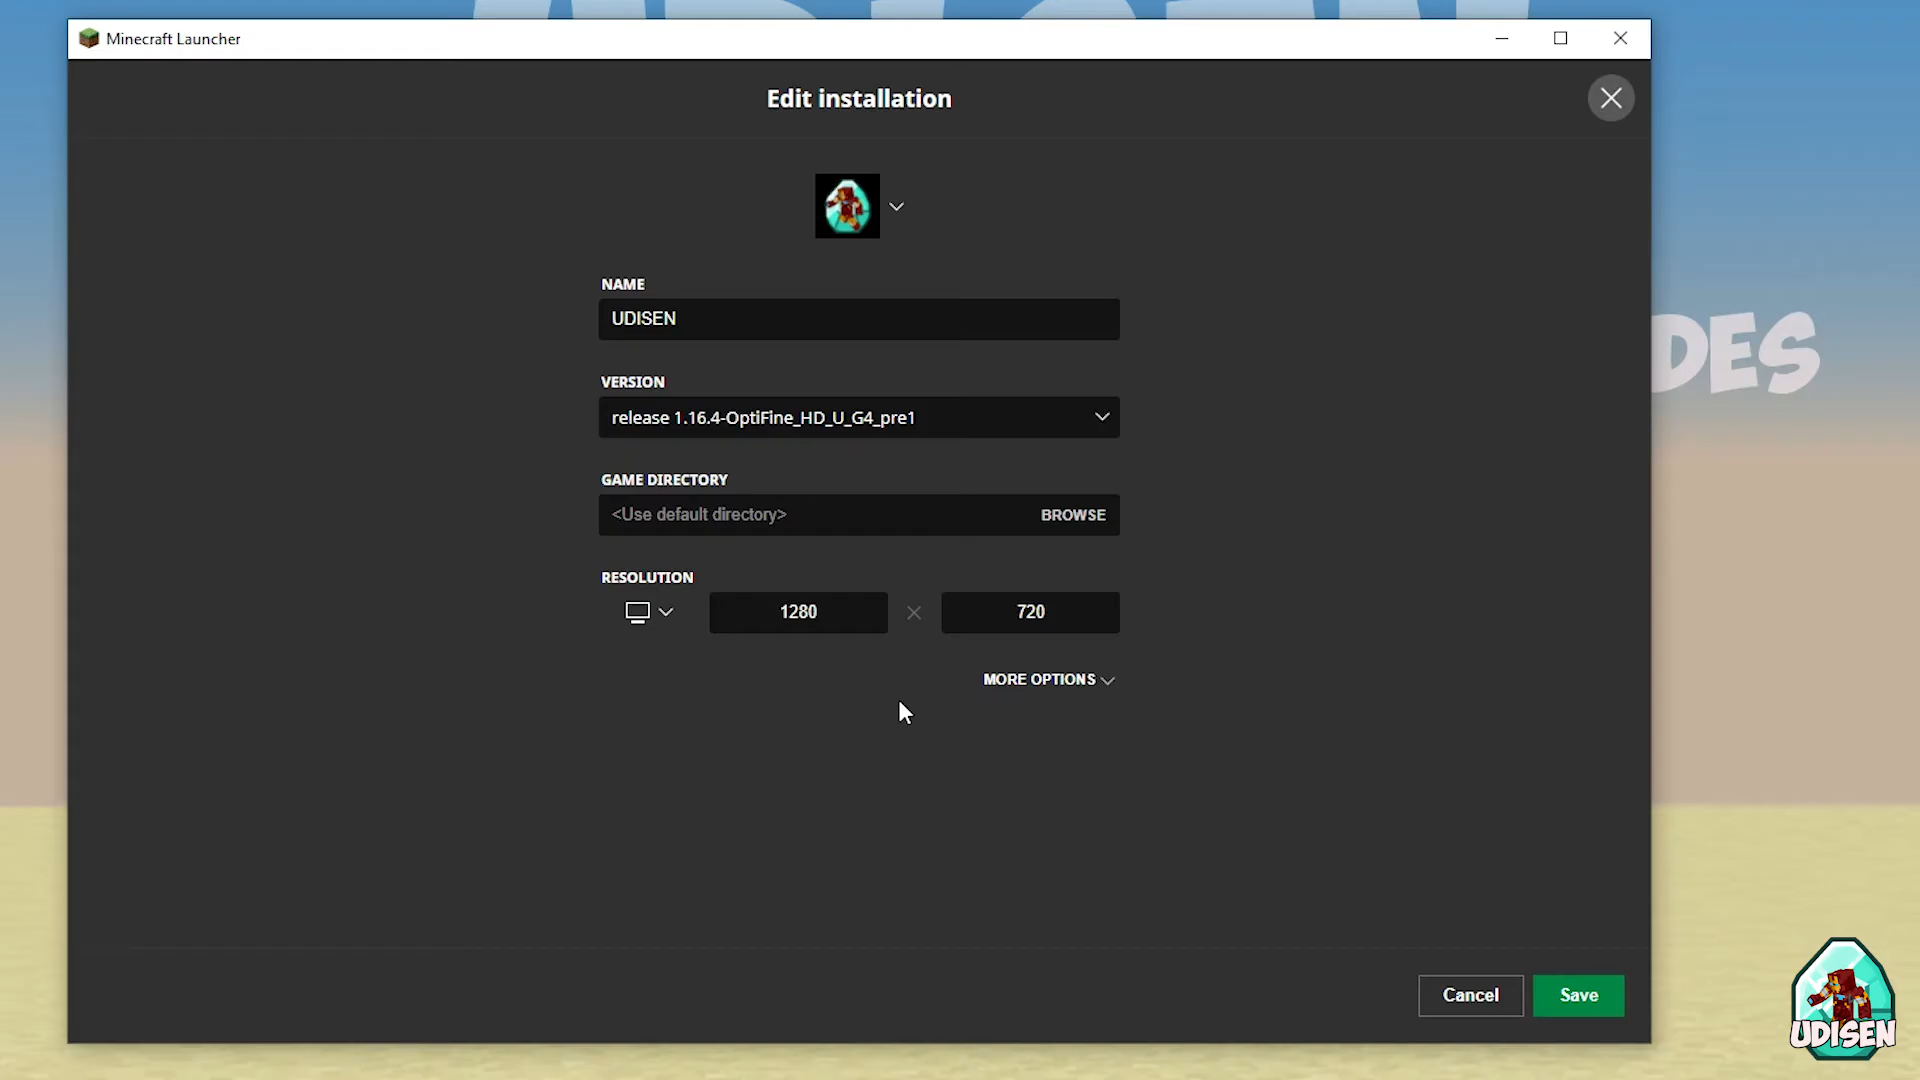 Minecraft Launcher
Edit installation
NAME
UDISEN
VERSION
release 1.16.4-OptiFine_HD_U_G4_pre1
GAME DIRECTORY
<Use default directory>
BROWSE
DES
RESOLUTION
1280
720
MORE OPTIONS
Cancel
Save
UDISEN